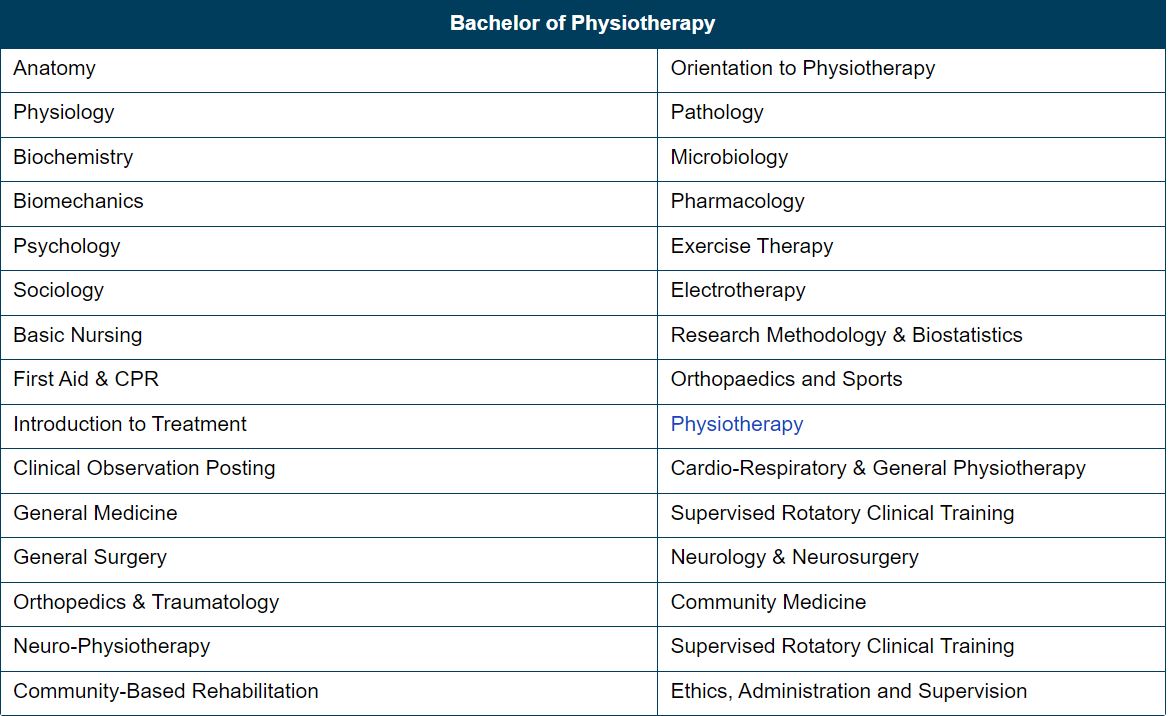 Bachelor of Physiotherapy
Anatomy Orientation to Physiotherapy
Physiology Pathology
Biochemistry Microbiology
Biomechanics Pharmacology
Psychology Exercise Therapy
Sociology Electrotherapy
Basic Nursing Research Methodology & Biostatistics
First Aid & CPR Orthopaedics and Sports
Introduction to Treatment Physiotherapy
Clinical Observation Posting Cardio-Respiratory & General Physiotherapy
General Medicine Supervised Rotatory Clinical Training
General Surgery Neurology & Neurosurgery
Orthopedics & Traumatology Community Medicine
Neuro-Physiotherapy Supervised Rotatory Clinical Training
Community-Based Rehabilitation Ethics, Administration and Supervision